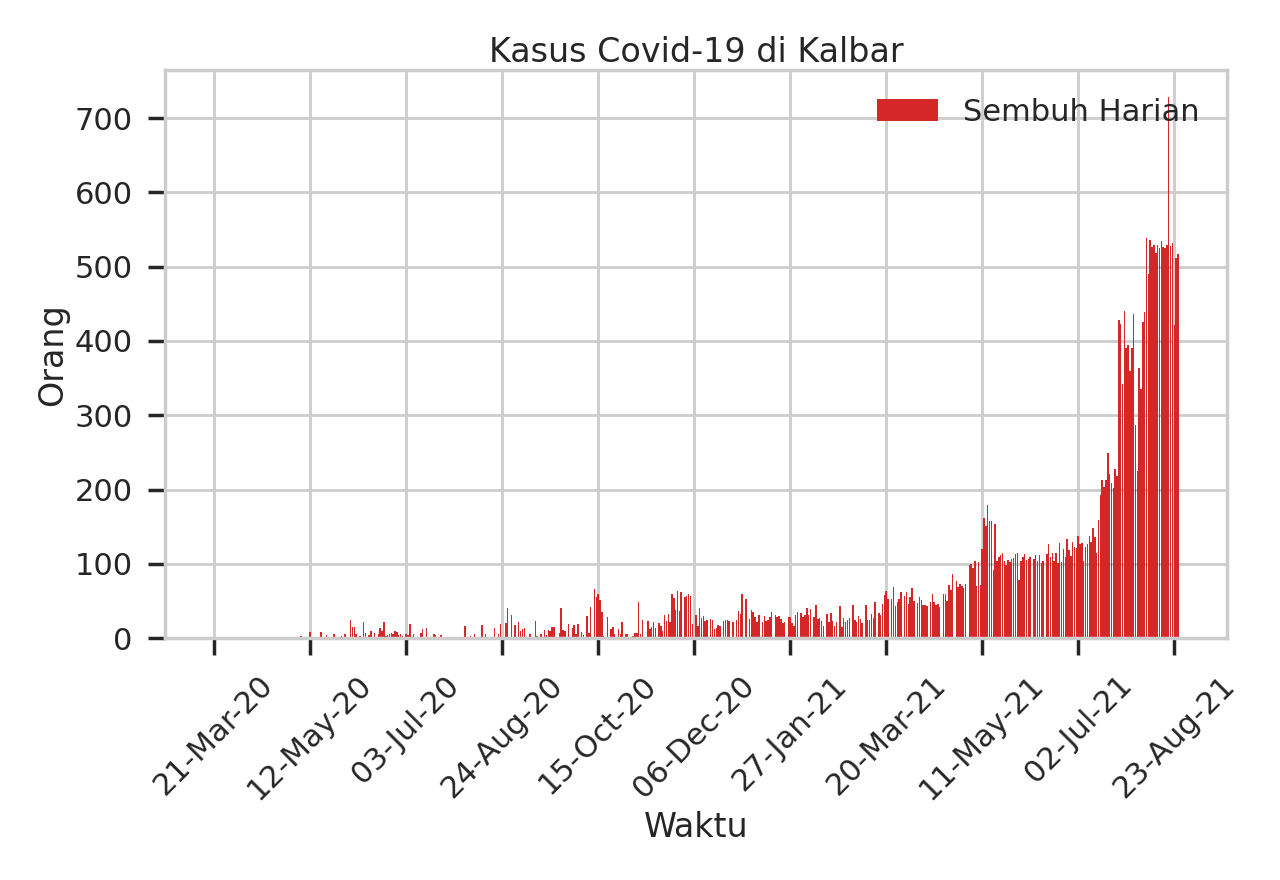 Kasus Covid-19 di Kalbar
Sembuh Harian
Orang
700
600
500
400
300
200
100
0
21-Mar-20
12-May-20
03-Jul-20
24-Aug-20
15-Oct-20
06-Dec-20
27-Jan-21
20-Mar-21
11-May-21
02-Jul-21
23-Aug-21
Waktu